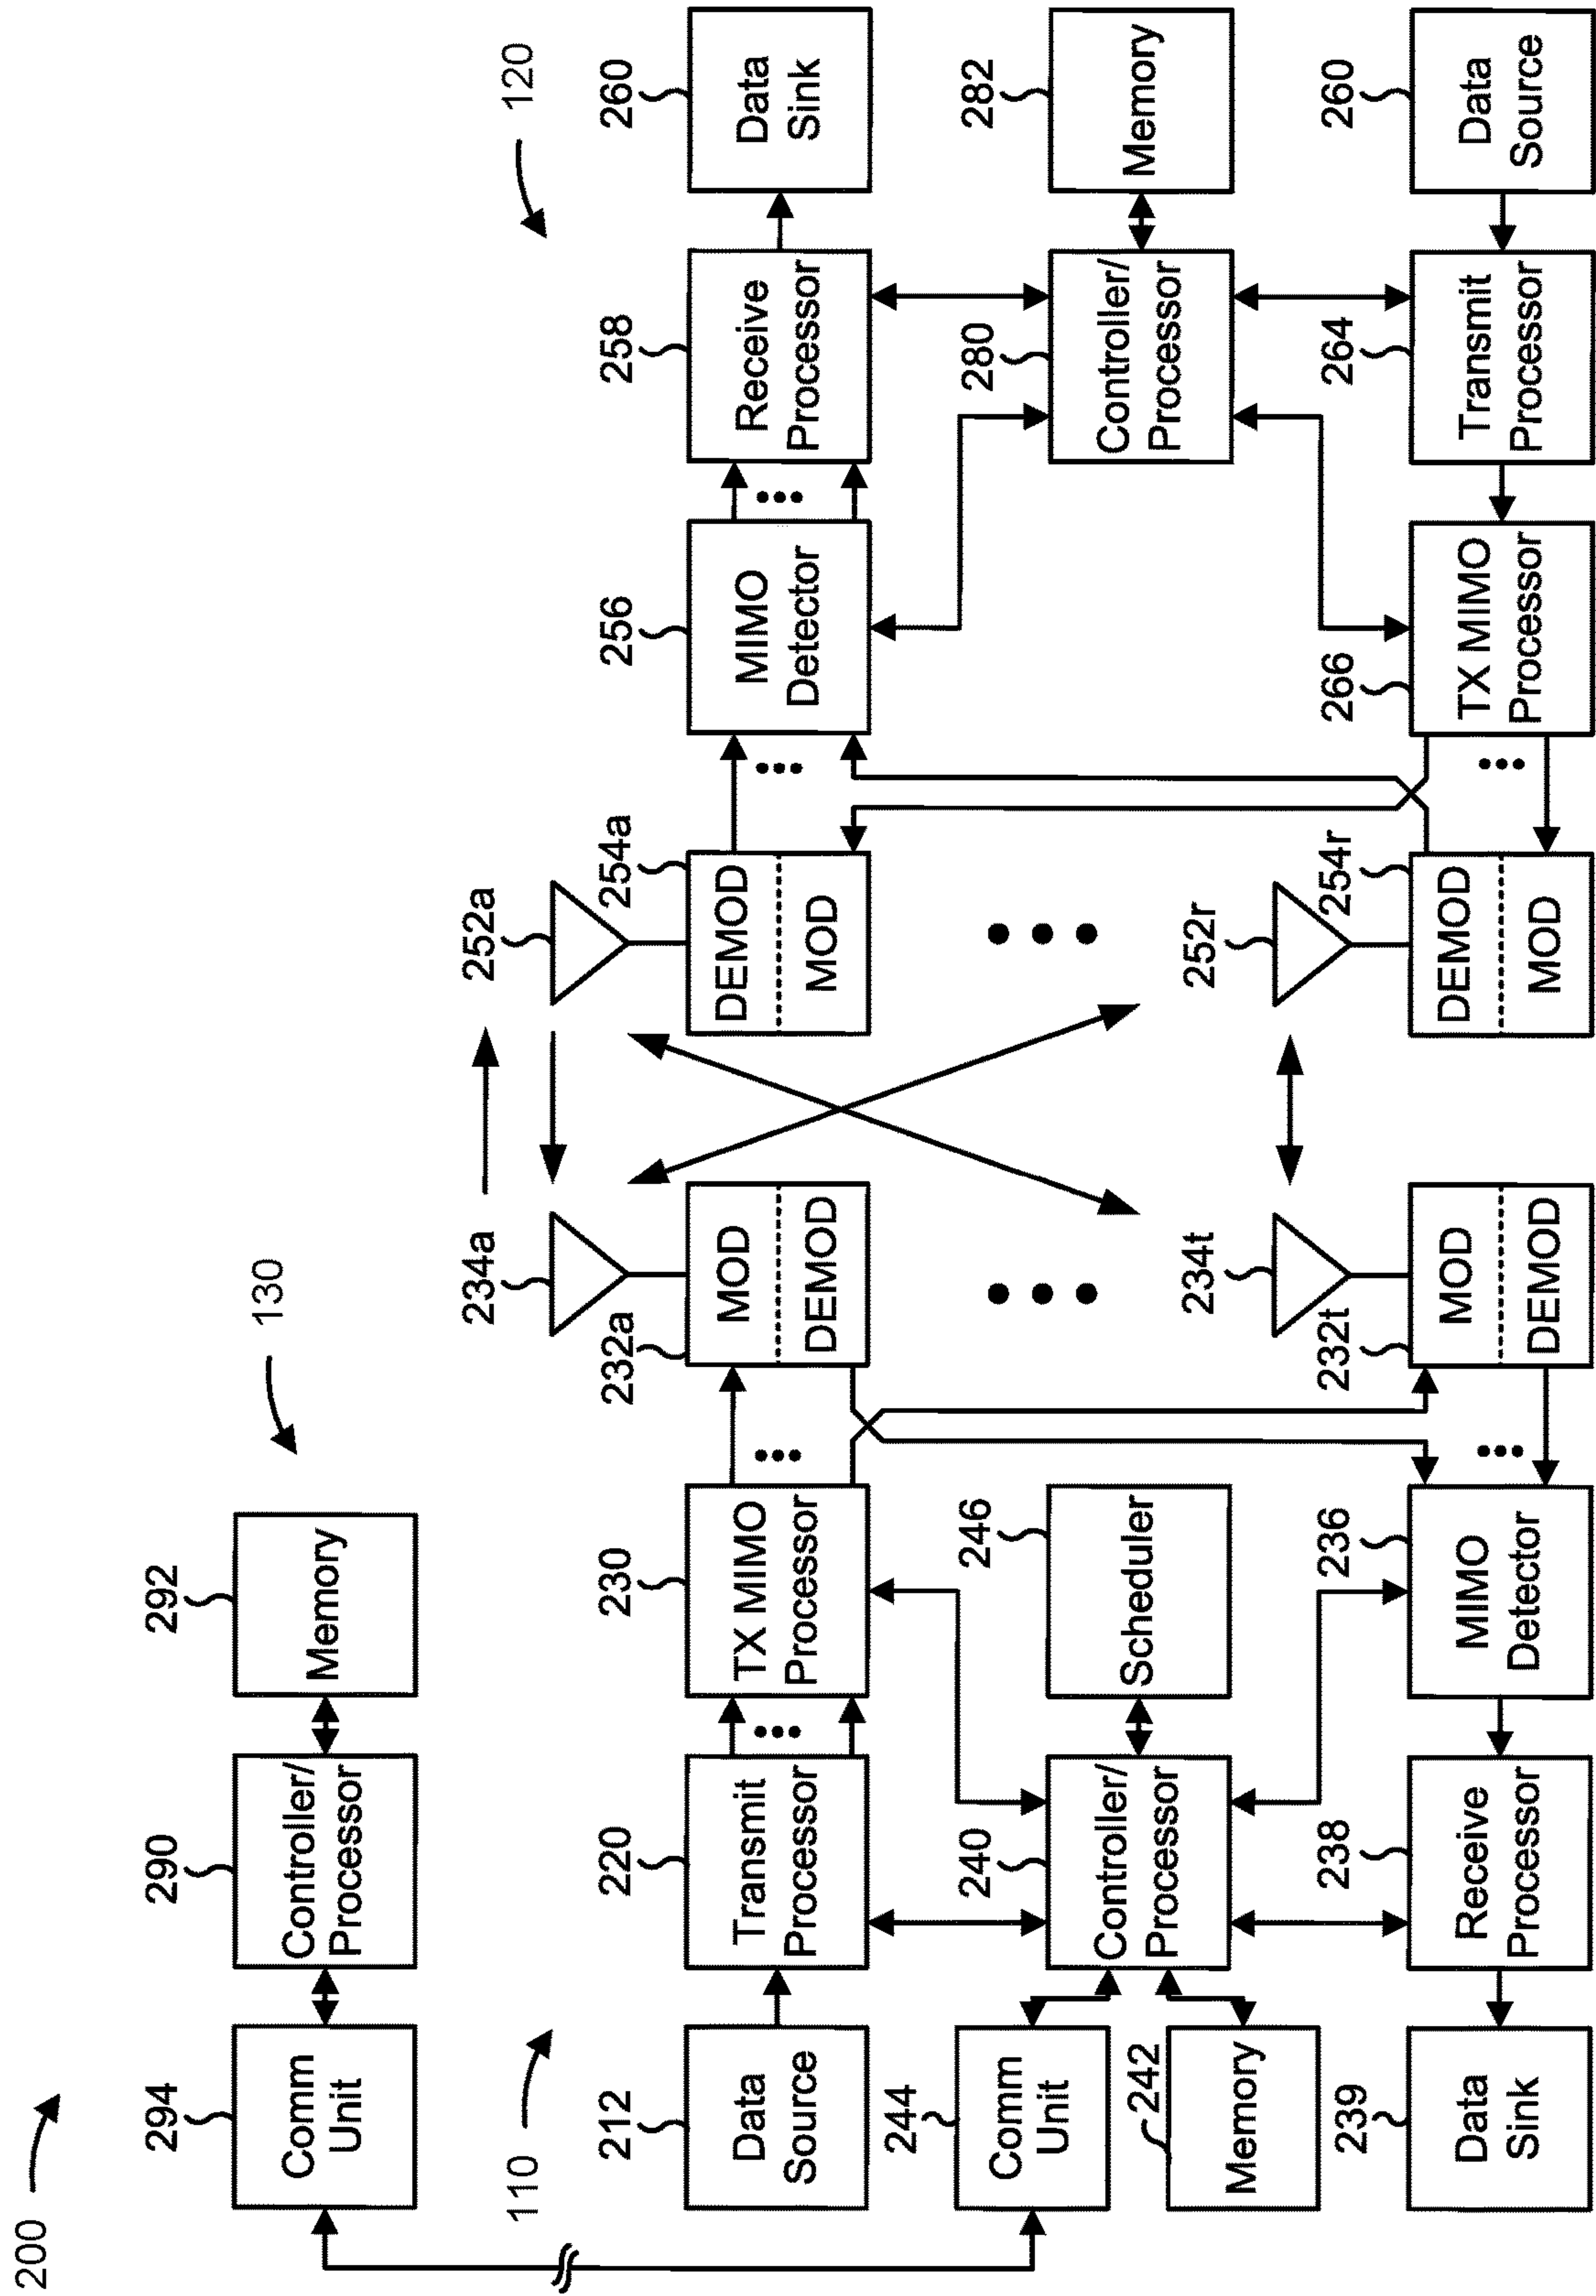 200
294
Comm
Unit
290
Controller/
Processor
292
Memory
130
110
120
212
Data
Source
220
Transmit
Processor
230
TX MIMO
Processor
232a
MOD
DEMOD
234a
252a
254a
DEMOD
MOD
256
MIMO
Detector
258
Receive
Processor
260
Data
Sink
244
Comm
Unit
242
Memory
240
Controller/
Processor
246
Scheduler
280
Controller/
Processor
282
Memory
239
Data
Sink
238
Receive
Processor
236
MIMO
Detector
232t
MOD
DEMOD
234t
252r
254r
DEMOD
MOD
266
TX MIMO
Processor
264
Transmit
Processor
260
Data
Source